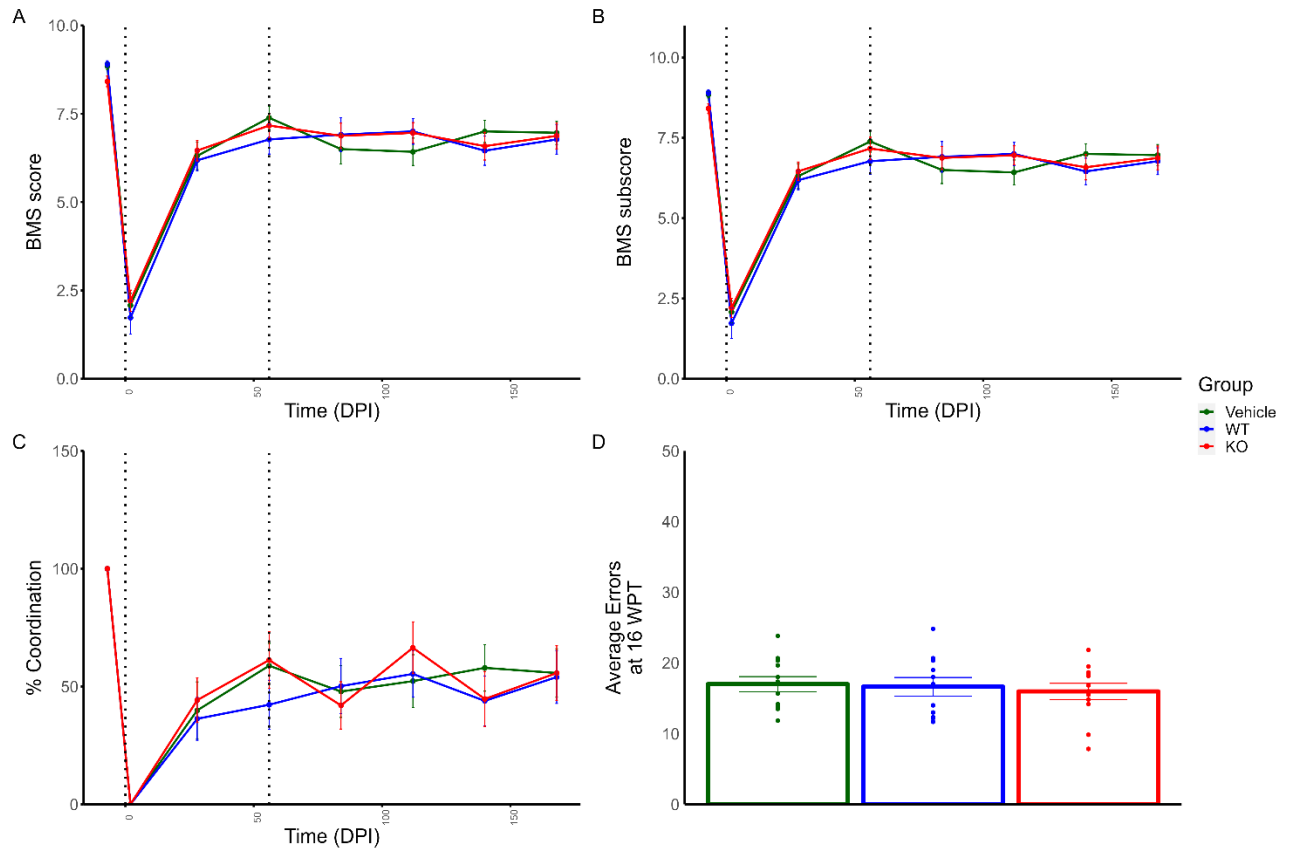 A
BMS score
10.0
7.5
5.0
2.5
0.0
0
50
100
150
Time (DPI)
B
BMS subscore
10.0
7.5
5.0
2.5
0.0
0
50
100
150
Time (DPI)
Group
Vehicle
WT
KO
C
% Coordination
150
100
50
0
0
50
100
150
Time (DPI)
D
Average Errors
at 16 WPT
50
40
30
20
10
0